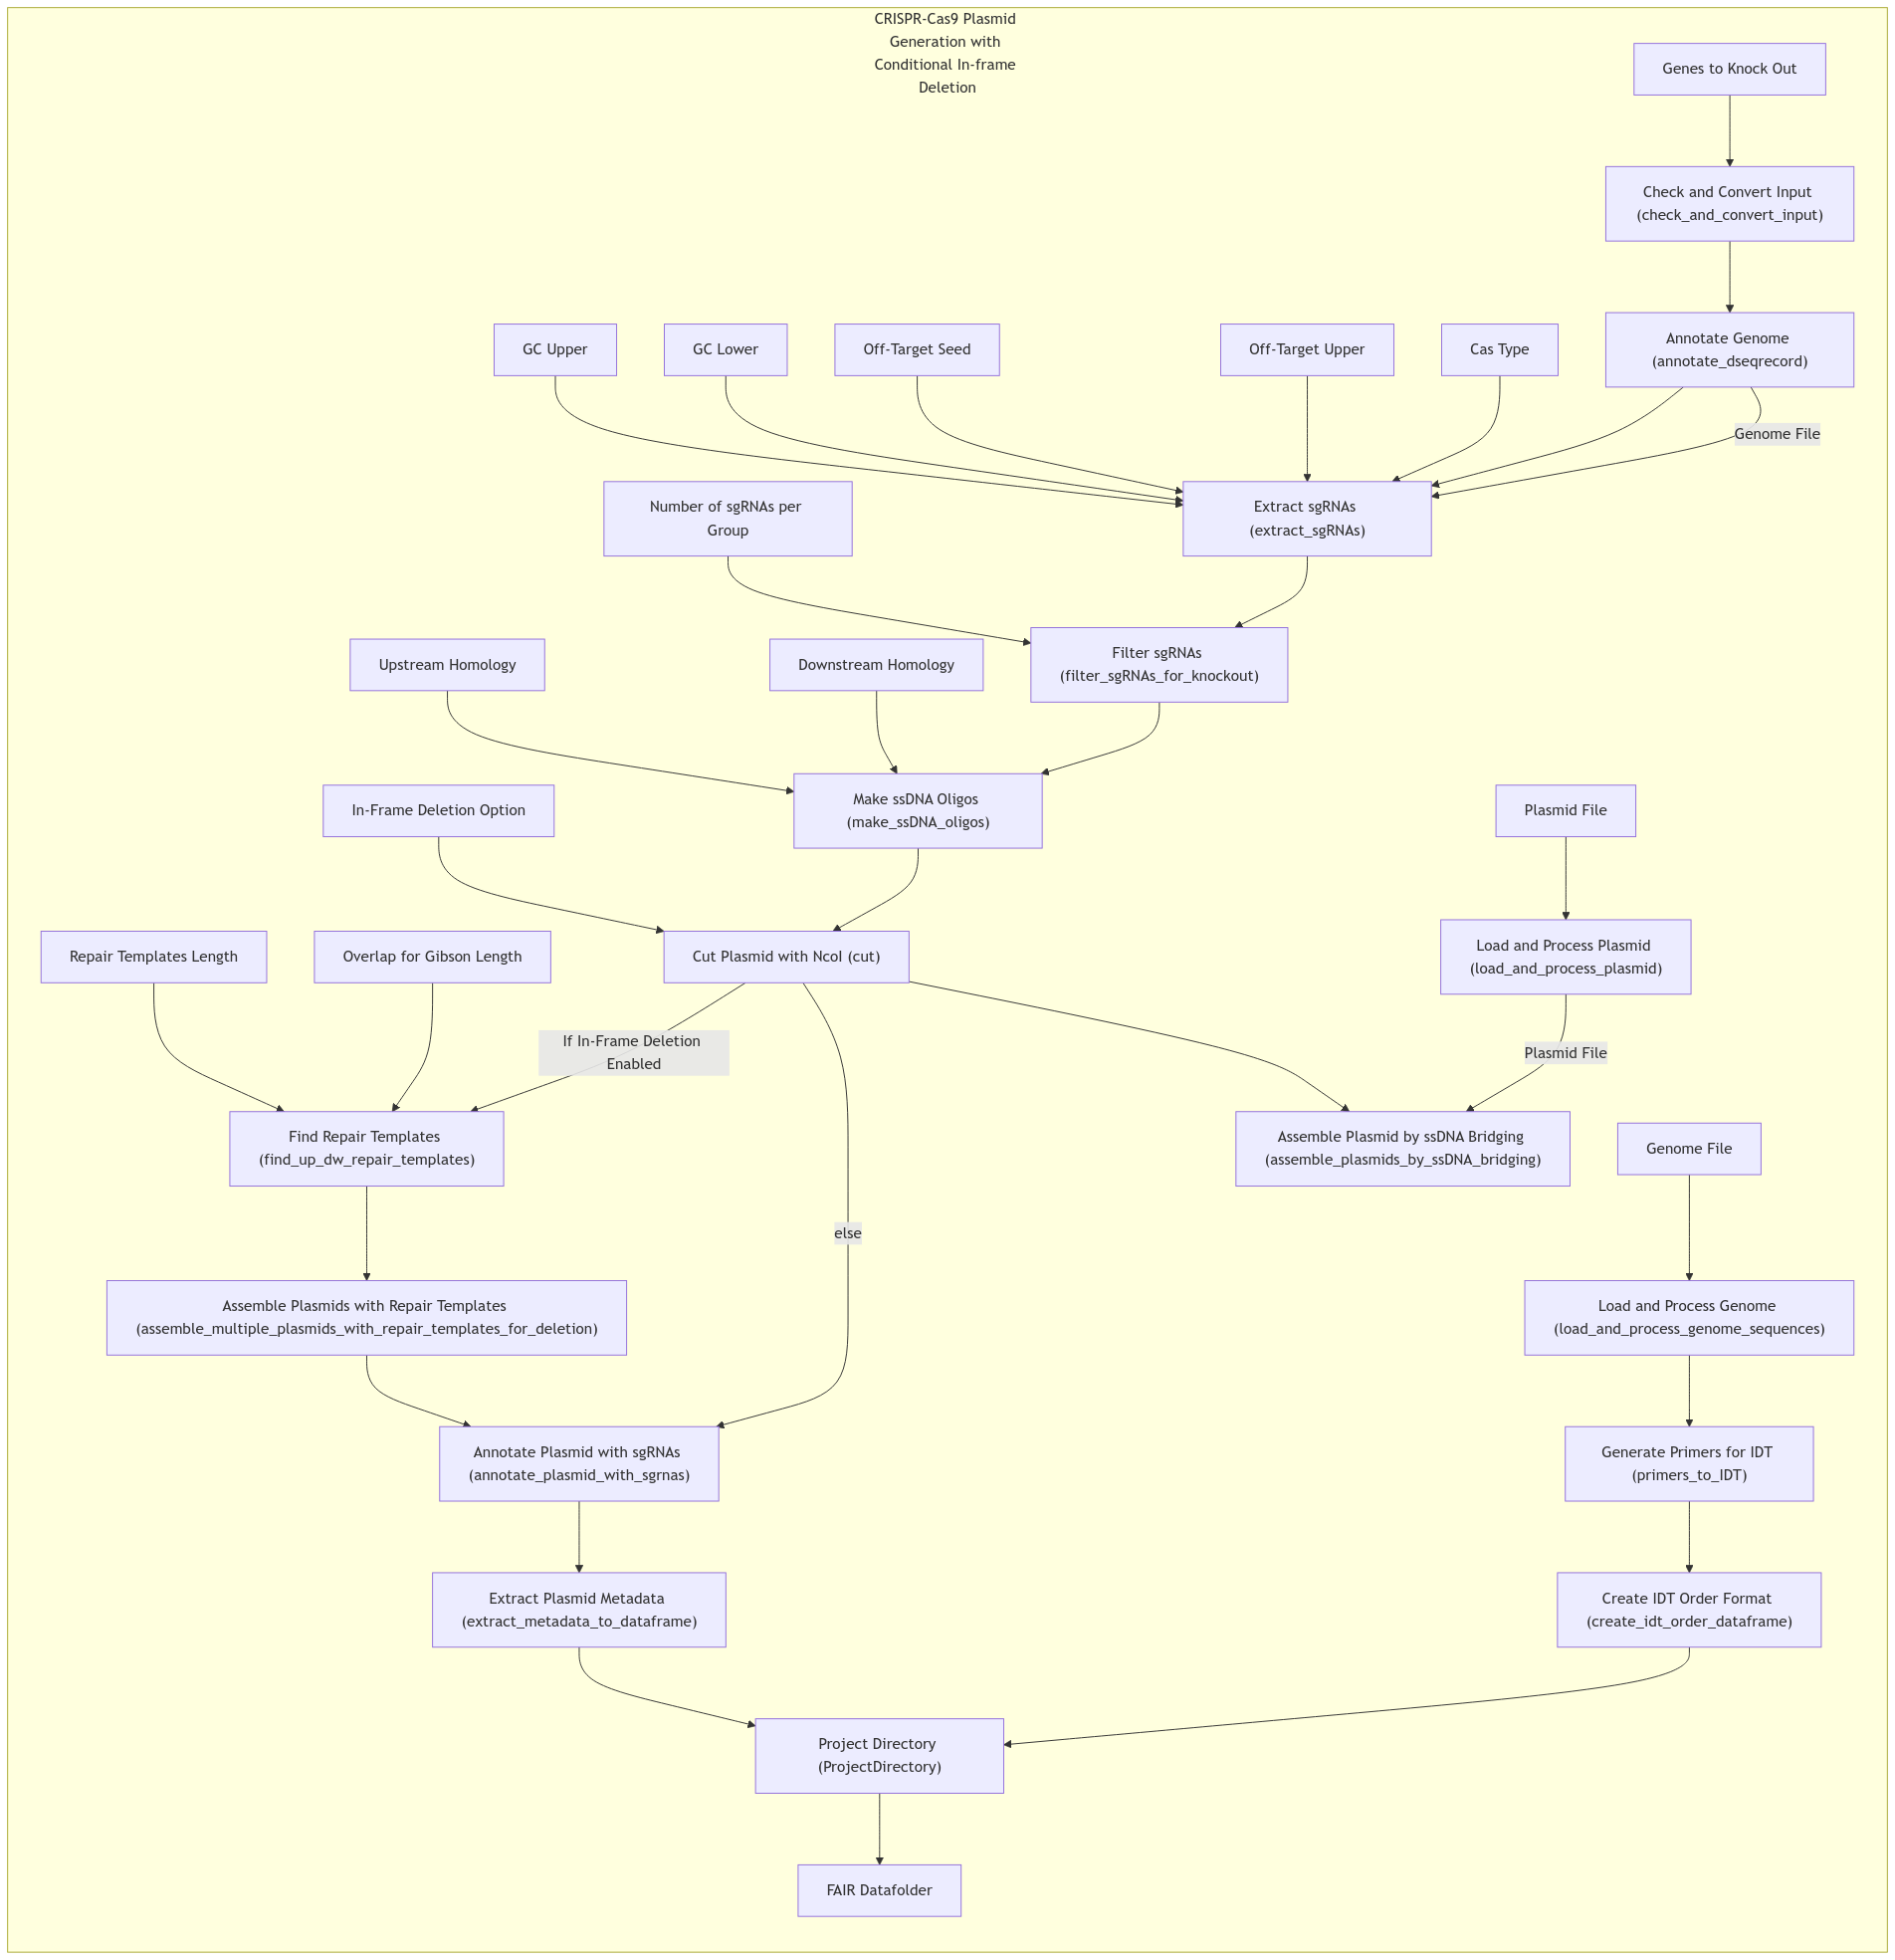 CRISPR-Cas9 Plasmid
Generation with
Conditional In-frame
Deletion
Genes to Knock Out
Check and Convert Input
(check_and_convert_input)
Annotate Genome
(annotate_dseqrecord)
GC Upper
GC Lower
Off-Target Seed
Off-Target Upper
Cas Type
Genome File
Number of sgRNAs per
Group
Extract sgRNAs
(extract_sgRNAs)
Upstream Homology
Downstream Homology
Filter sgRNAs
(filter_sgRNAs_for_knockout)
In-Frame Deletion Option
Make ssDNA Oligos
(make_ssDNA_oligos)
Plasmid File
Repair Templates Length
Overlap for Gibson Length
Cut Plasmid with NcoI (cut)
Load and Process Plasmid
(load_and_process_plasmid)
If In-Frame Deletion
Enabled
Plasmid File
Find Repair Templates
(find_up_dw_repair_templates)
Assemble Plasmid by ssDNA Bridging
(assemble_plasmids_by_ssDNA_bridging)
Genome File
else
Assemble Plasmids with Repair Templates
(assemble_multiple_plasmids_with_repair_templates_for_deletion)
Load and Process Genome
(load_and_process_genome_sequences)
Annotate Plasmid with sgRNAs
(annotate_plasmid_with_sgrnas)
Generate Primers for IDT
(primers_to_IDT)
Extract Plasmid Metadata
(extract_metadata_to_dataframe)
Create IDT Order Format
(create_idt_order_dataframe)
Project Directory
(ProjectDirectory)
FAIR Datafolder